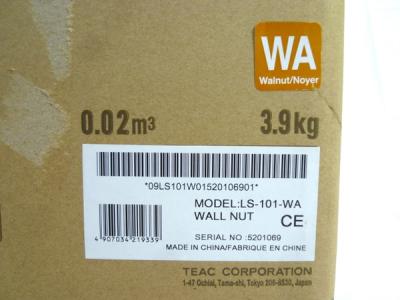 WA
Walnut/Noyer
0.02m³ 3.9kg
*09LS101W01520106901*
MODEL:LS-101-WA
WALL NUT CE
SERIAL NO :5201069
4 907034 219339
MADE IN CHINA/FABRIQUE EN CHINE
TEAC CORPORATION
1-47 Ochiai, Tama-shi, Tokyo 206-8530, Japan